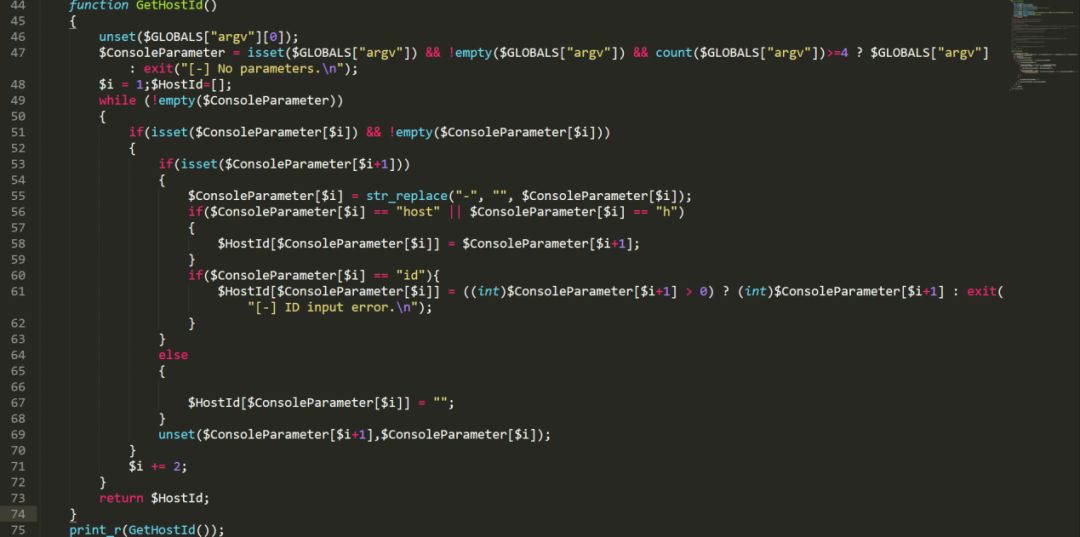 44 function GetHostId()
45 {
46 unset($GLOBALS["argv"][0]);
47 $ConsoleParameter = isset($GLOBALS["argv"]) && !empty($GLOBALS["argv"]) && count($GLOBALS["argv"])>=4 ? $GLOBALS["argv"]
: exit("[-] No parameters.\n");
48 $i = 1;$HostId=[];
49 while (!empty($ConsoleParameter))
50 {
51 if(isset($ConsoleParameter[$i]) && !empty($ConsoleParameter[$i]))
52 {
53 if(isset($ConsoleParameter[$i+1]))
54 {
55 $ConsoleParameter[$i] = str_replace("-", "", $ConsoleParameter[$i]);
56 if($ConsoleParameter[$i] == "host" || $ConsoleParameter[$i] == "h")
57 {
58 $HostId[$ConsoleParameter[$i]] = $ConsoleParameter[$i+1];
59 }
60 if($ConsoleParameter[$i] == "id"){
61 $HostId[$ConsoleParameter[$i]] = ((int)$ConsoleParameter[$i+1] > 0) ? (int)$ConsoleParameter[$i+1] : exit(
"[-] ID input error.\n");
62 }
63 }
64 else
65 {
66
67 $HostId[$ConsoleParameter[$i]] = "";
68 }
69 unset($ConsoleParameter[$i+1],$ConsoleParameter[$i]);
70 }
71 $i += 2;
72 }
73 return $HostId;
74 }
75 print_r(GetHostId());